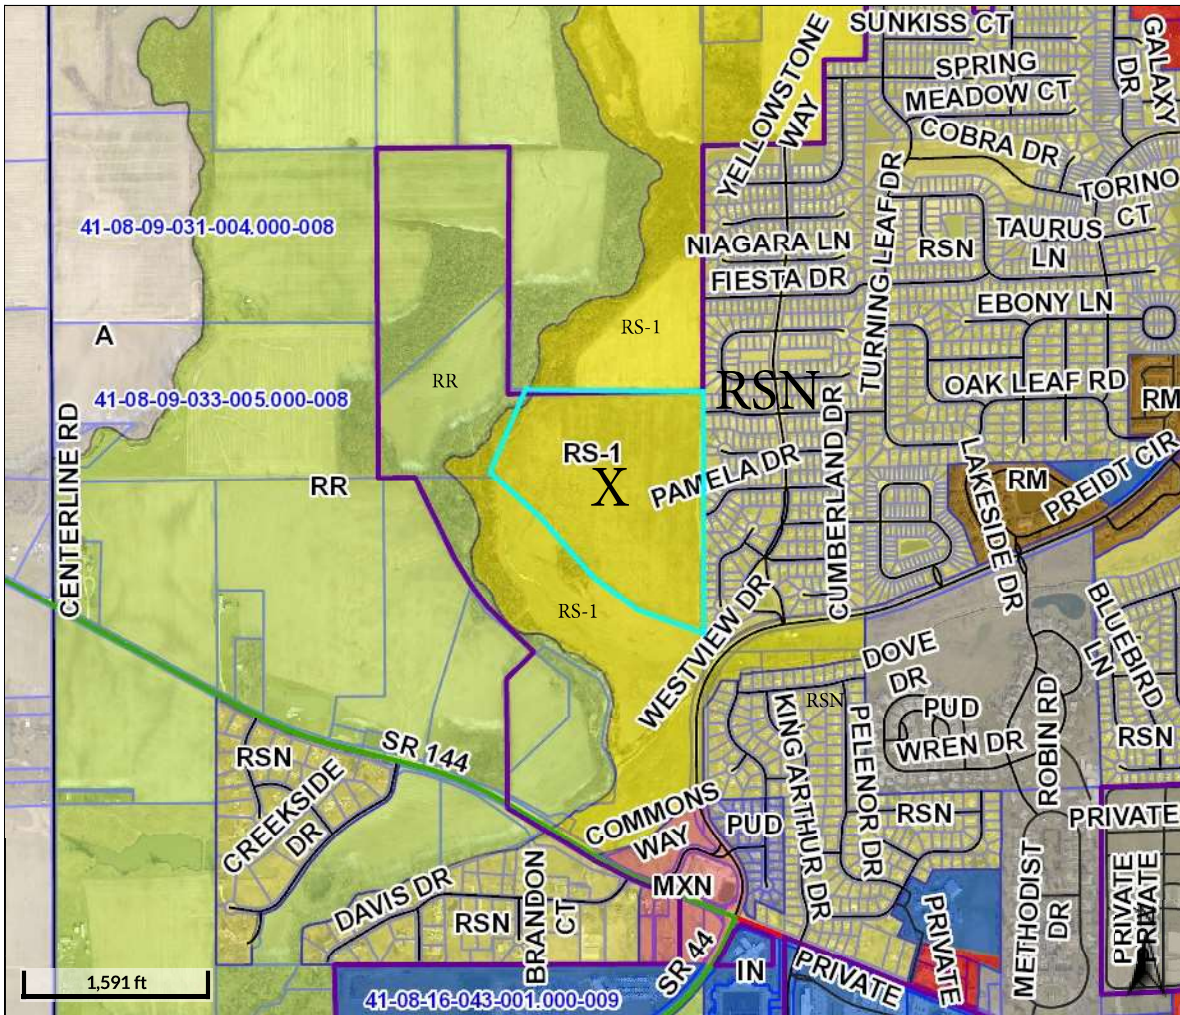 SUNKISS CT
GALAXY
DR
YELLOWSTONE
WAY
SPRING
MEADOW CT
COBRA DR
TORINO
CT
TURNING LEAF DR
41-08-09-031-004.000-008
NIAGARA LN
RSN
TAURUS
LN
FIESTA DR
EBONY LN
RS-1
A
RR
RSN
OAK LEAF RD
RM
41-08-09-033-005.000-008
CENTERLINE RD
CUMBERLAND DR
RS-1
X
PAMELA DR
RR
LAKESIDE DR
RM
PREIDT CIR
RS-1
WESTVIEW DR
BLUEBIRD
LN
DOVE
DR
RSN
PUD
WREN DR
ROBIN RD
RSN
KING ARTHUR DR
PELENOR DR
SR 144
RSN
CREEKSIDE
DR
COMMONS
WAY
PUD
RSN
PRIVATE
PRIVATE
PRIVATE
METHODIST
DR
DAVIS DR
RSN
BRANDON
CT
MXN
PRIVATE
SR 44
IN
PRIVATE
1,591 ft
41-08-16-043-001.000-009